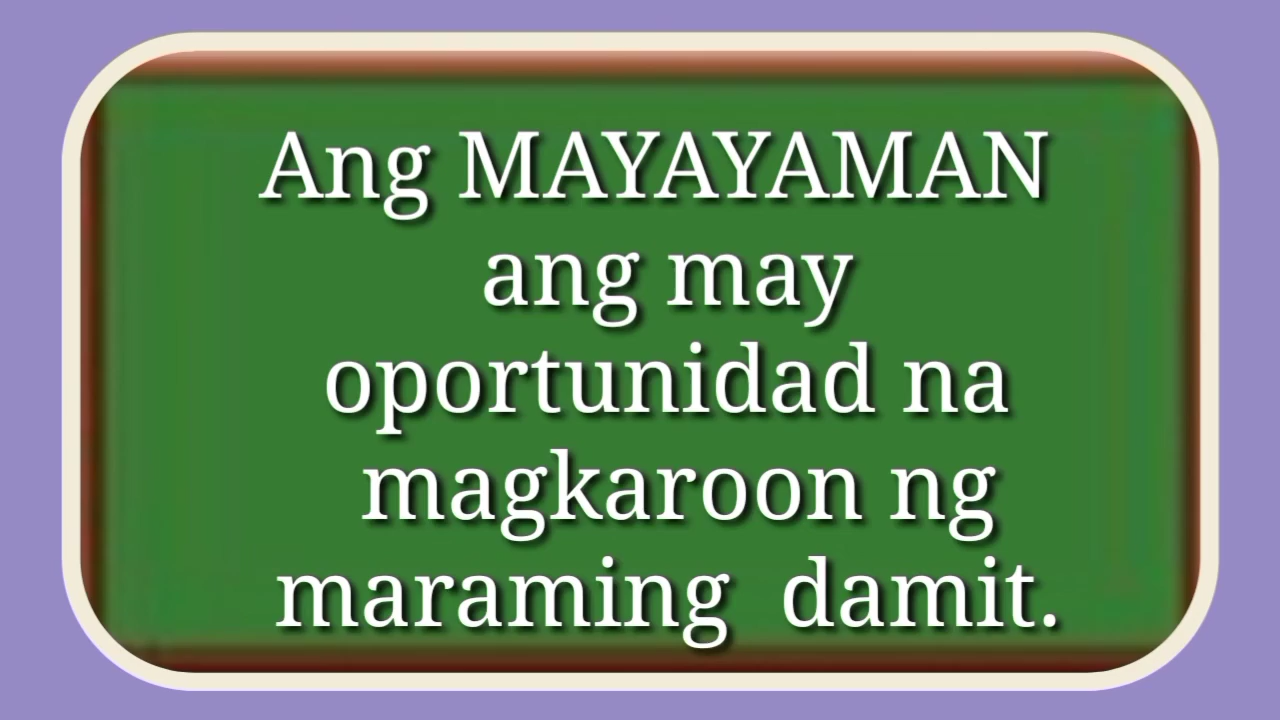 Ang MAYAYAMAN
ang may
oportunidad na
magkaroon ng
maraming  damit.